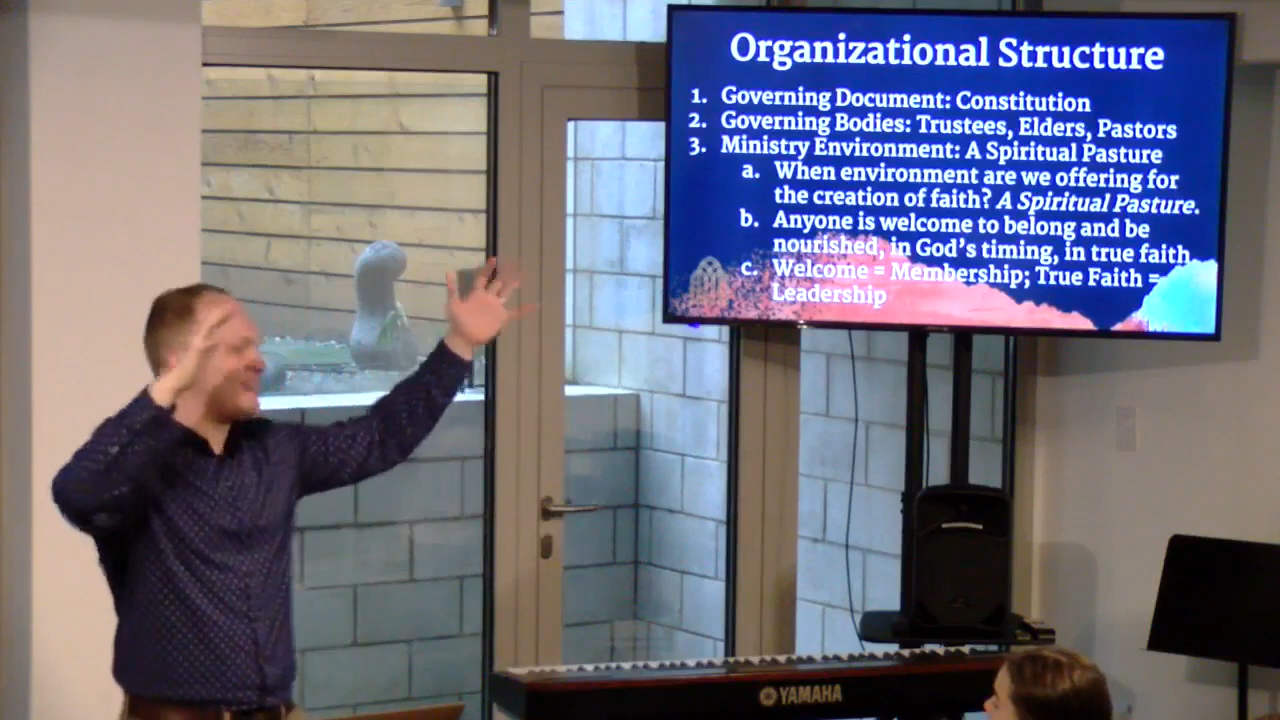 Organizational Structure
1. Governing Document: Constitution
2. Governing Bodies: Trustees, Elders, Pastors
3. Ministry Environment: A Spiritual Pasture
a. When environment are we offering for
the creation of faith? A Spiritual Pasture.
b. Anyone is welcome to belong and be
nourished, in God's timing, in true faith
c. Welcome = Membership; True Faith =
Leadership
YAMAHA